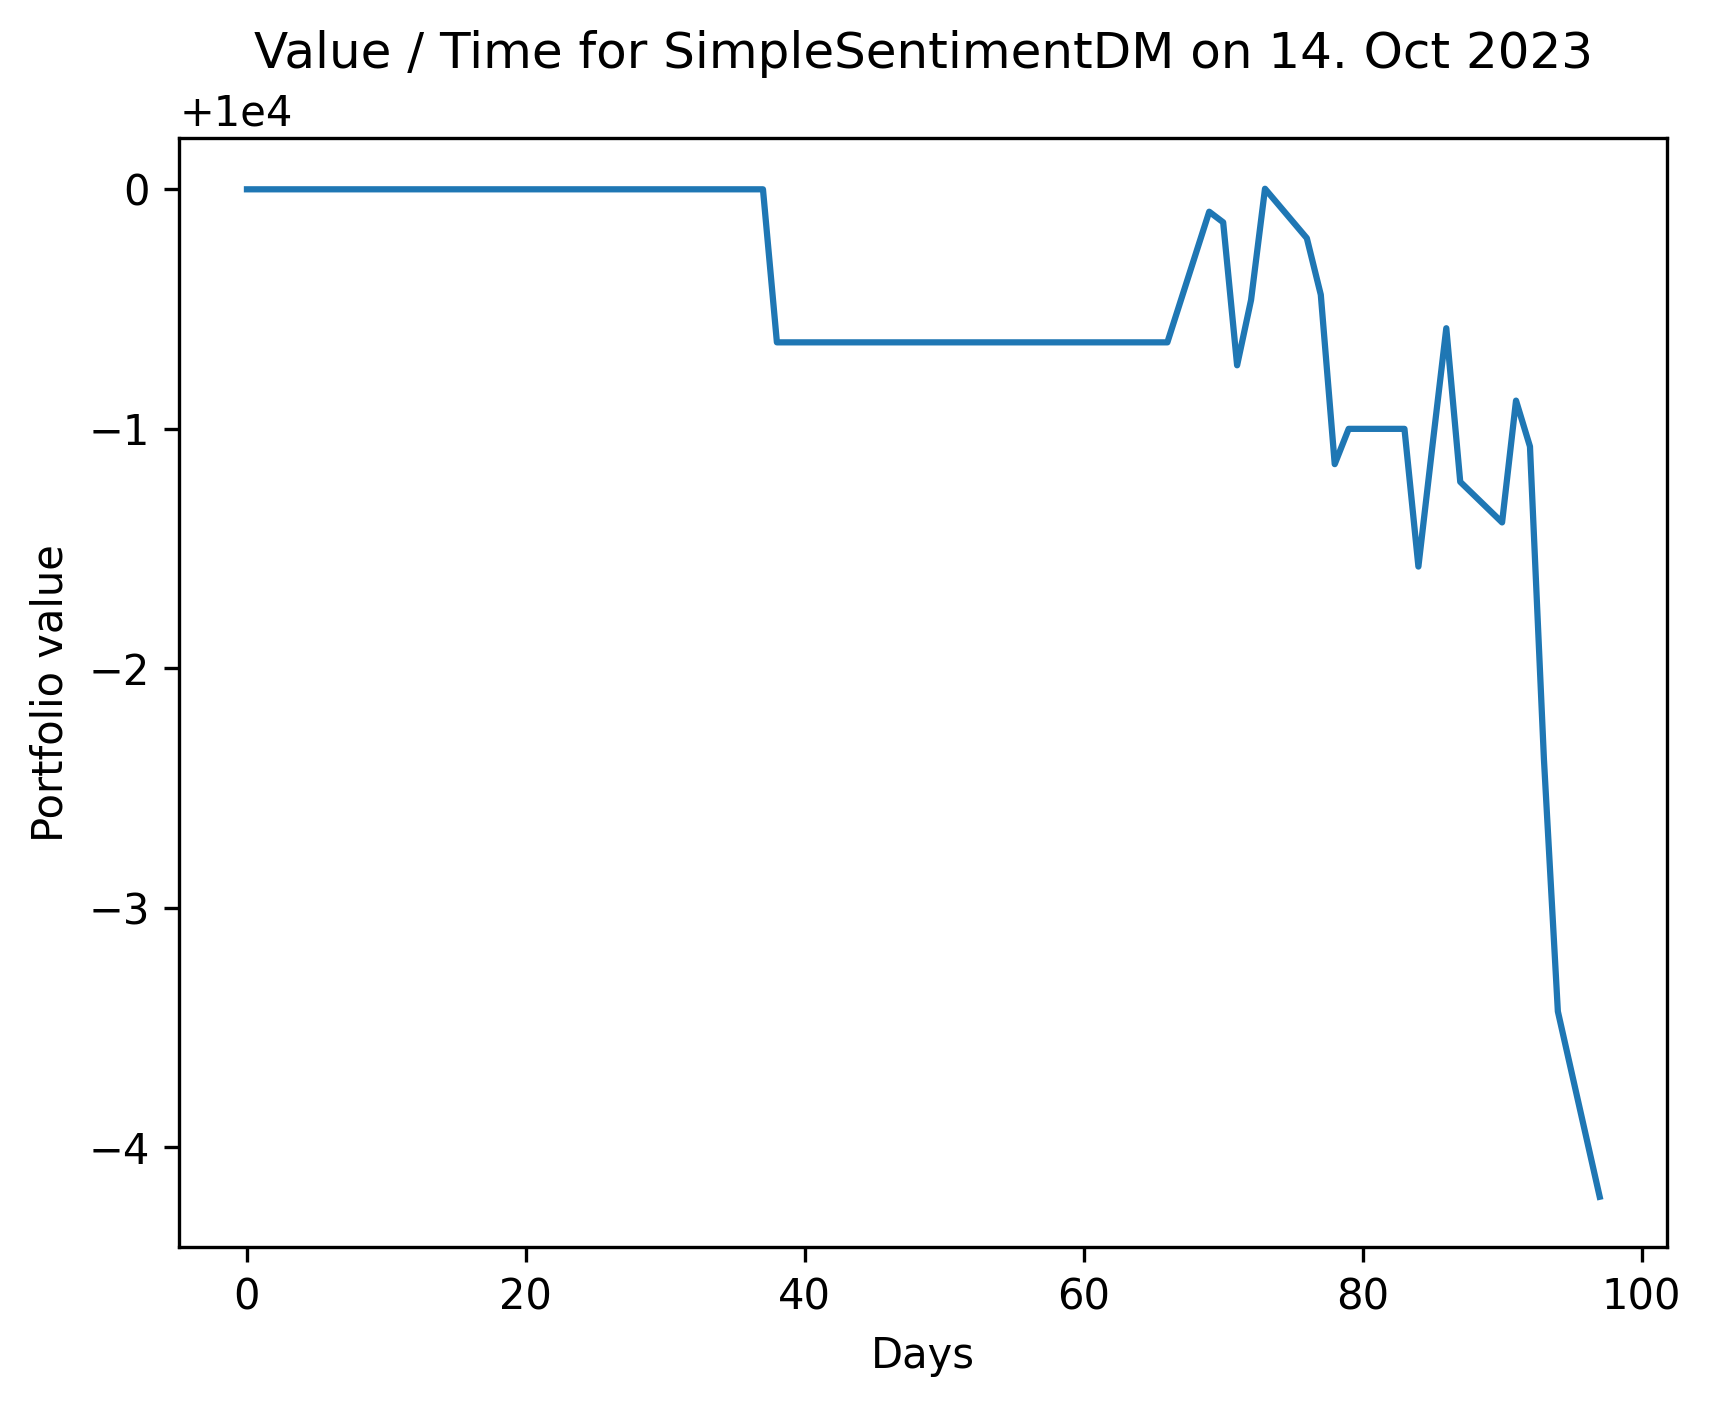 Value / Time for SimpleSentimentDM on 14. Oct 2023
+1e4
0
−1
−2
−3
−4
Portfolio value
0 20 40 60 80 100
Days